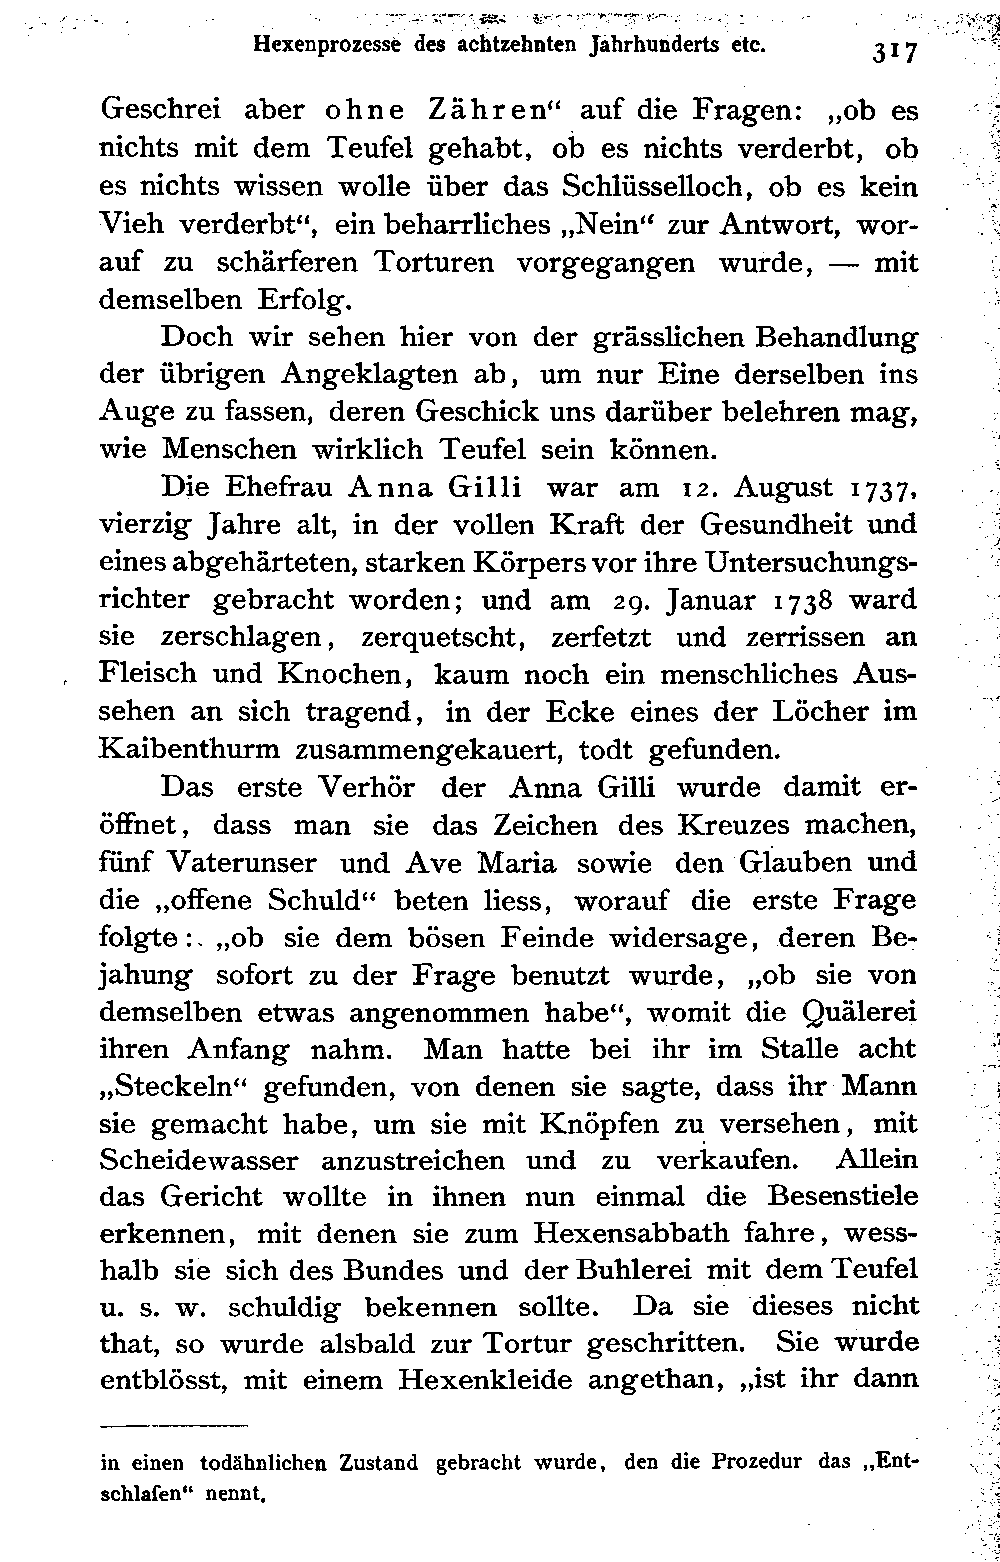 Hexenprozesse des achtzehnten Jahrhunderts etc. 317
Geschrei aber ohne Zähren“ auf die Fragen: „ob es
nichts mit dem Teufel gehabt, ob es nichts verderbt, ob
es nichts wissen wolle über das Schlüsselloch, ob es kein
Vieh verderbt“, ein beharrliches „Nein“ zur Antwort, wor-
auf zu schärferen Torturen vorgegangen wurde, — mit
demselben Erfolg.
Doch wir sehen hier von der grässlichen Behandlung
der übrigen Angeklagten ab, um nur Eine derselben ins
Auge zu fassen, deren Geschick uns darüber belehren mag,
wie Menschen wirklich Teufel sein können.
Die Ehefrau Anna Gilli war am 12. August 1737,
vierzig Jahre alt, in der vollen Kraft der Gesundheit und
eines abgehärteten, starken Körpers vor ihre Untersuchungs-
richter gebracht worden; und am 29. Januar 1738 ward
sie zerschlagen, zerquetscht, zerfetzt und zerrissen an
Fleisch und Knochen, kaum noch ein menschliches Aus-
sehen an sich tragend, in der Ecke eines der Löcher im
Kaibenthurm zusammengekauert, todt gefunden.
Das erste Verhör der Anna Gilli wurde damit er-
öffnet, dass man sie das Zeichen des Kreuzes machen,
fünf Vaterunser und Ave Maria sowie den Glauben und
die „offene Schuld“ beten liess, worauf die erste Frage
folgte: „ob sie dem bösen Feinde widersage, deren Be-
jahung sofort zu der Frage benutzt wurde, „ob sie von
demselben etwas angenommen habe“, womit die Quälerei
ihren Anfang nahm. Man hatte bei ihr im Stalle acht
„Steckeln“ gefunden, von denen sie sagte, dass ihr Mann
sie gemacht habe, um sie mit Knöpfen zu versehen, mit
Scheidewasser anzustreichen und zu verkaufen. Allein
das Gericht wollte in ihnen nun einmal die Besenstiele
erkennen, mit denen sie zum Hexensabbath fahre, wess-
halb sie sich des Bundes und der Buhlerei mit dem Teufel
u. s. w. schuldig bekennen sollte. Da sie dieses nicht
that, so wurde alsbald zur Tortur geschritten. Sie wurde
entblösst, mit einem Hexenkleide angethan, „ist ihr dann
in einen todähnlichen Zustand gebracht wurde, den die Prozedur das „Ent-
schlafen“ nennt.